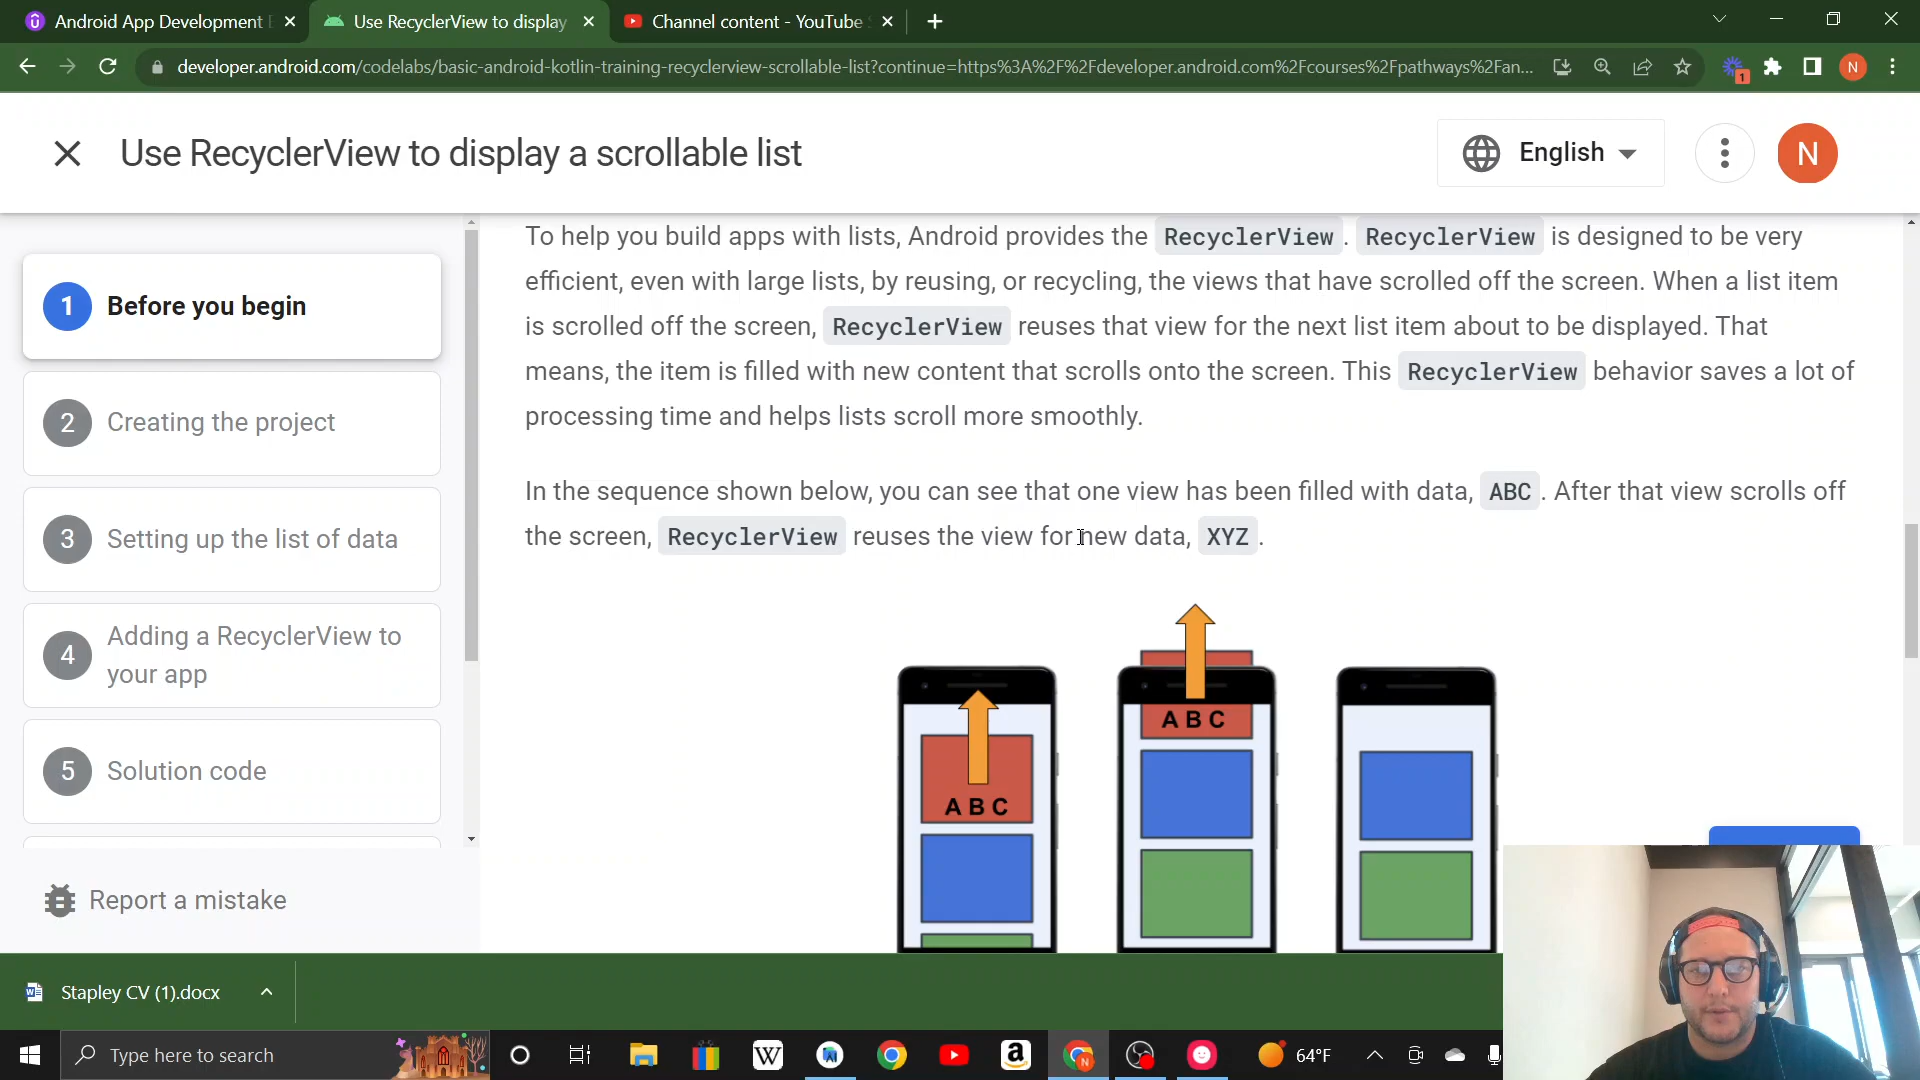 Android App Development
Use RecyclerView to display
Channel content - YouTube
developer.android.com/codelabs/basic-android-kotlin-training-recyclerview-scrollable-list?continue=https%3A%2F%2Fdeveloper.android.com%2Fcourses%2Fpathways%2Fan...
1
N
Use RecyclerView to display a scrollable list
English
N
1 Before you begin
2 Creating the project
3 Setting up the list of data
4 Adding a RecyclerView to
your app
5 Solution code
Report a mistake
To help you build apps with lists, Android provides the RecyclerView. RecyclerView is designed to be very
efficient, even with large lists, by reusing, or recycling, the views that have scrolled off the screen. When a list item
is scrolled off the screen, RecyclerView reuses that view for the next list item about to be displayed. That
means, the item is filled with new content that scrolls onto the screen. This RecyclerView behavior saves a lot of
processing time and helps lists scroll more smoothly.
In the sequence shown below, you can see that one view has been filled with data, ABC. After that view scrolls off
the screen, RecyclerView reuses the view for new data, XYZ.
A B C
A B C
Stapley CV (1).docx
Type here to search
W
a
N
64°F